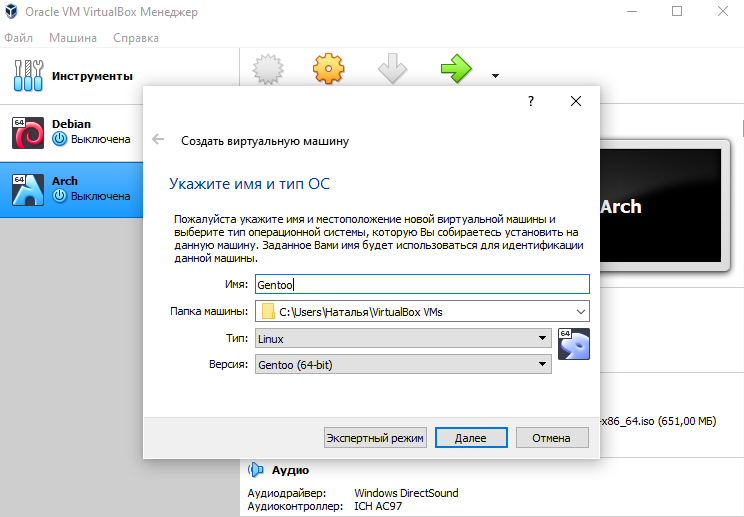 Oracle VM VirtualBox Менеджер
Файл Машина Справка
Инструменты
64
Debian
Выключена
64
Arch
Выключена
Arch
?
Создать виртуальную машину
Укажите имя и тип ОС
Пожалуйста укажите имя и местоположение новой виртуальной машины и
выберите тип операционной системы, которую Вы собираетесь установить на
данную машину. Заданное Вами имя будет использоваться для идентификации
данной машины.
Имя: Gentoo
Папка машины: C:\Users\Наталья\VirtualBox VMs
Тип: Linux
64
Версия: Gentoo (64-bit)
Экспертный режим Далее Отмена
-x86_64.iso (651,00 МБ)
Аудио
Аудиодрайвер: Windows DirectSound
Аудиоконтроллер: ICH AC97